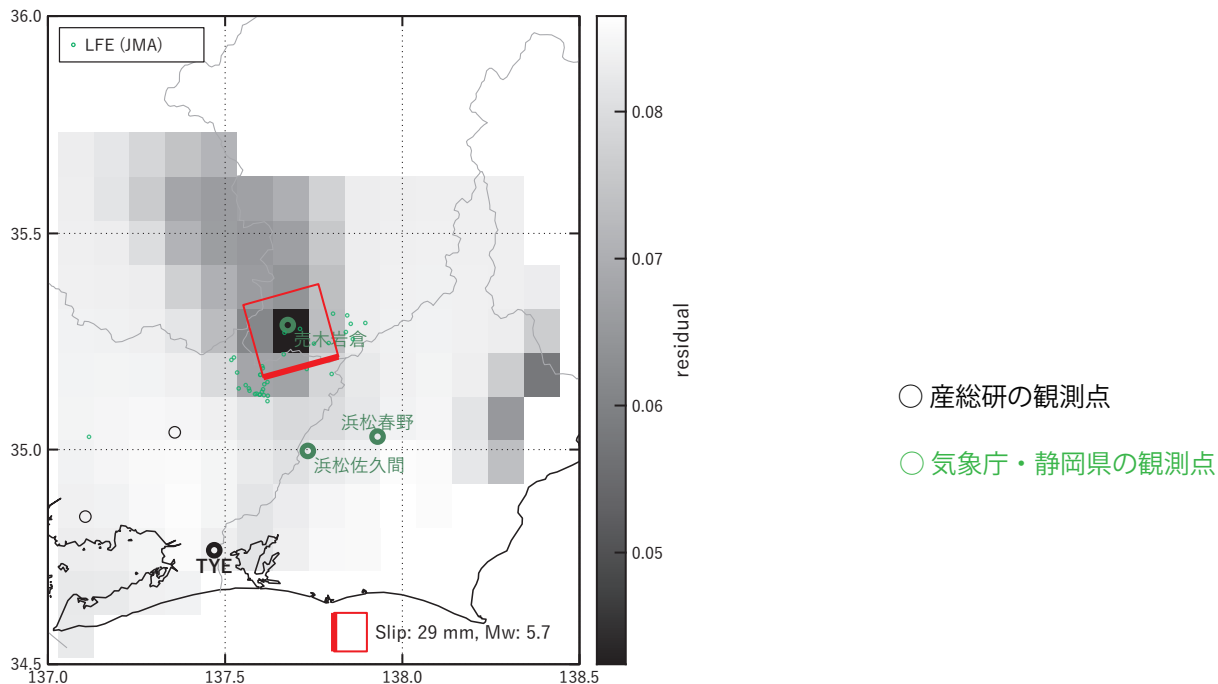 36.0
LFE (JMA)
0.08
35.5
0.07
residual
売木岩倉
0.06
○ 産総研の観測点
浜松春野
35.0
浜松佐久間
○ 気象庁・静岡県の観測点
0.05
TYE
Slip: 29 mm, Mw: 5.7
34.5
137.0 137.5 138.0 138.5